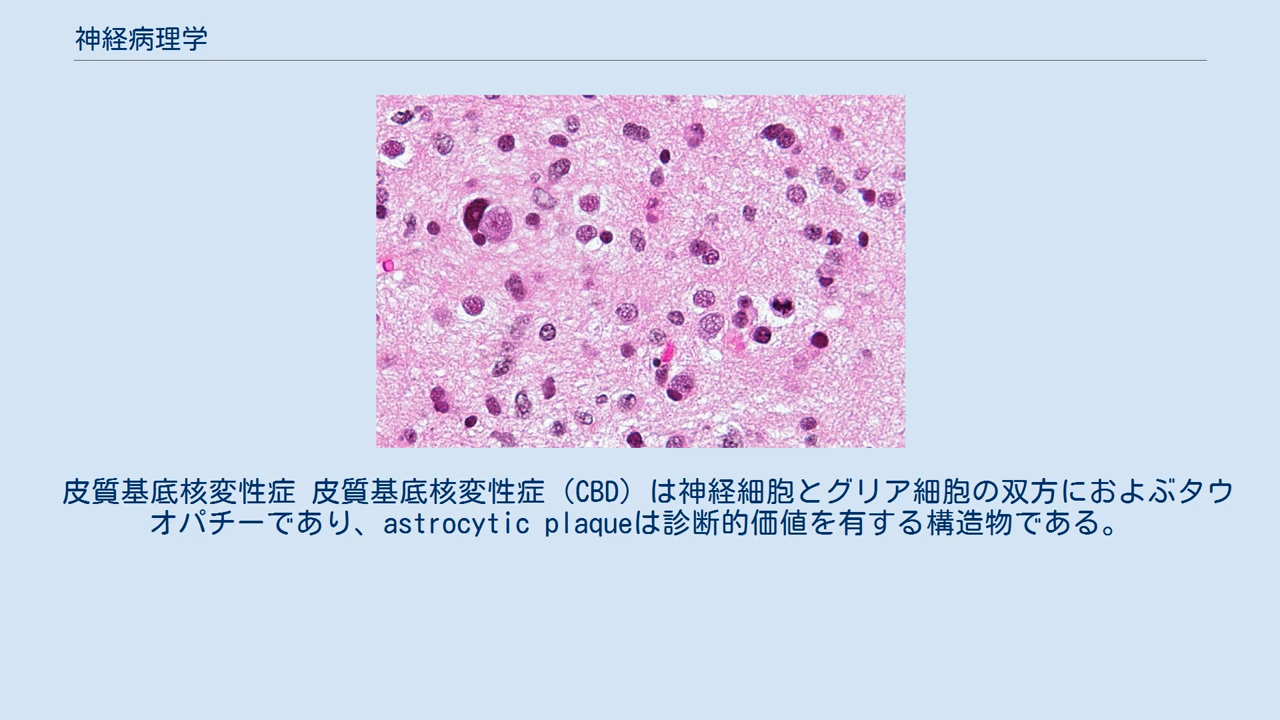 神経病理学
皮質基底核変性症 皮質基底核変性症（CBD）は神経細胞とグリア細胞の双方におよぶタウ
オパチーであり、astrocytic plaqueは診断的価値を有する構造物である。